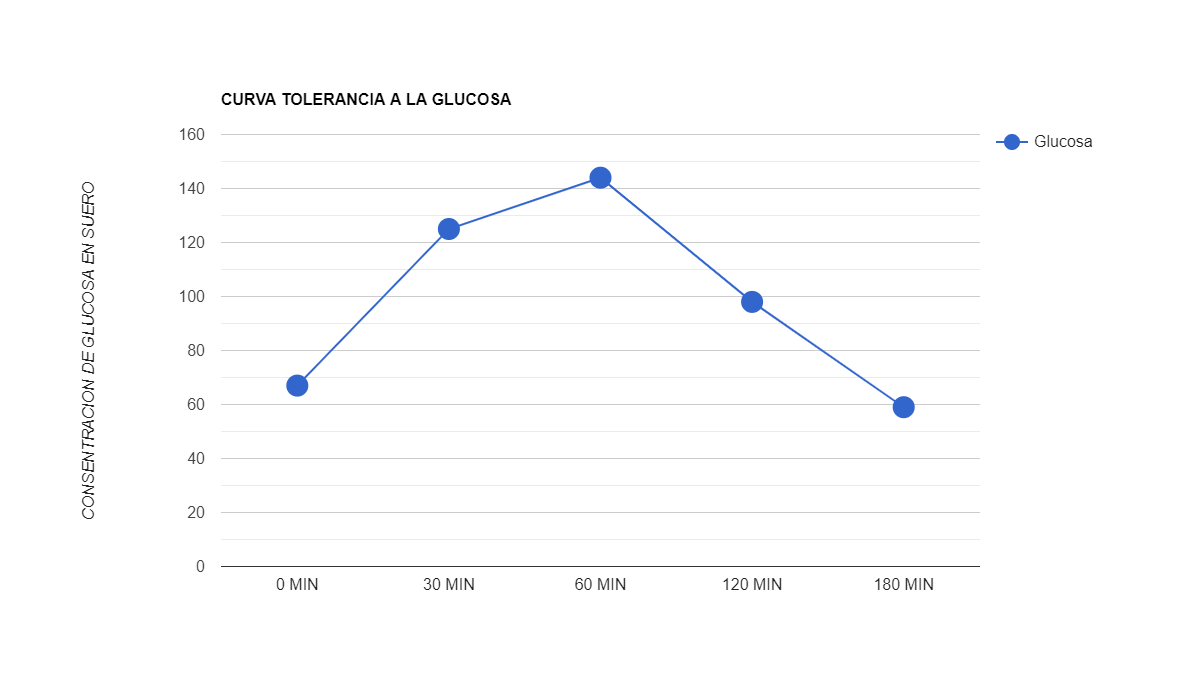 CURVA TOLERANCIA A LA GLUCOSA
CONSENTRACION DE GLUCOSA EN SUERO
160
140
120
100
80
60
40
20
0
0 MIN
30 MIN
60 MIN
120 MIN
180 MIN
Glucosa